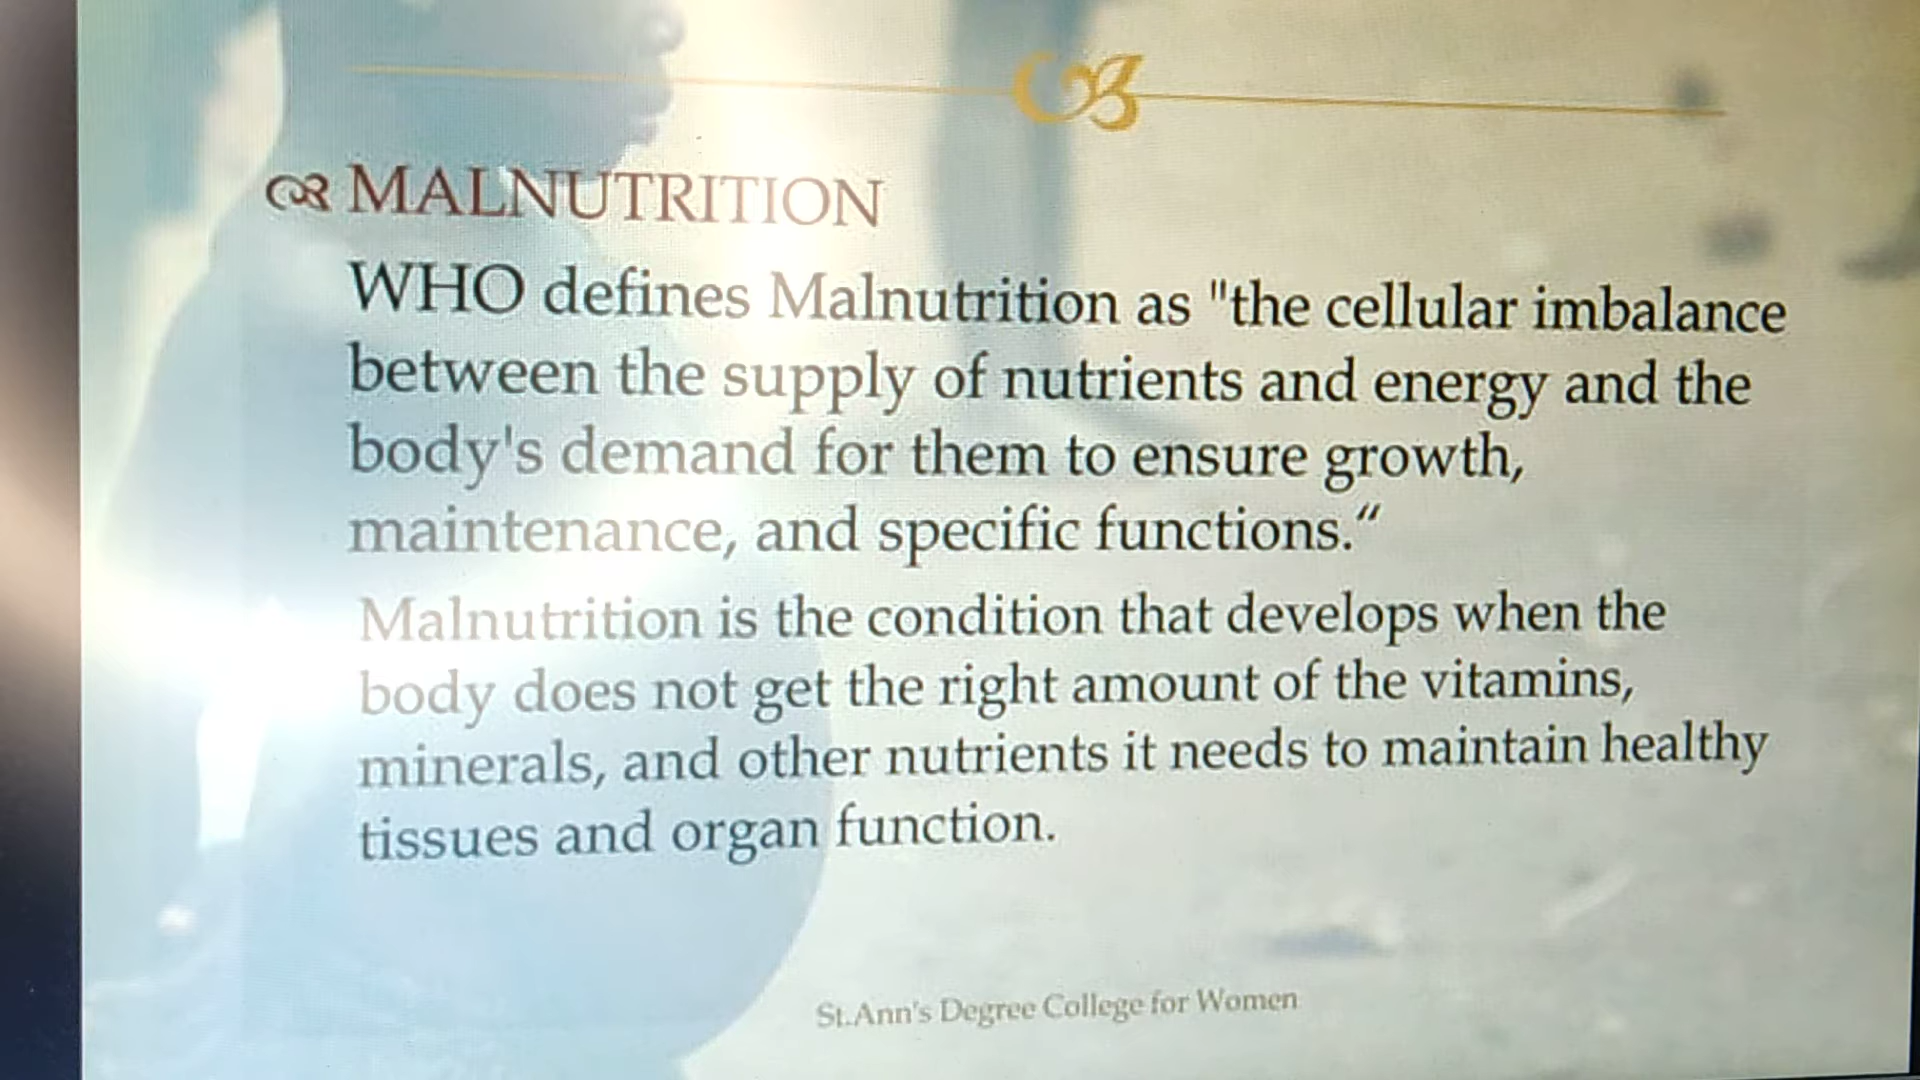 MALNUTRITION
WHO defines Malnutrition as "the cellular imbalance
between the supply of nutrients and energy and the
body's demand for them to ensure growth,
maintenance, and specific functions.“
Malnutrition is the condition that develops when the
body does not get the right amount of the vitamins,
minerals, and other nutrients it needs to maintain healthy
tissues and organ function.
St.Ann's Degree College for Women